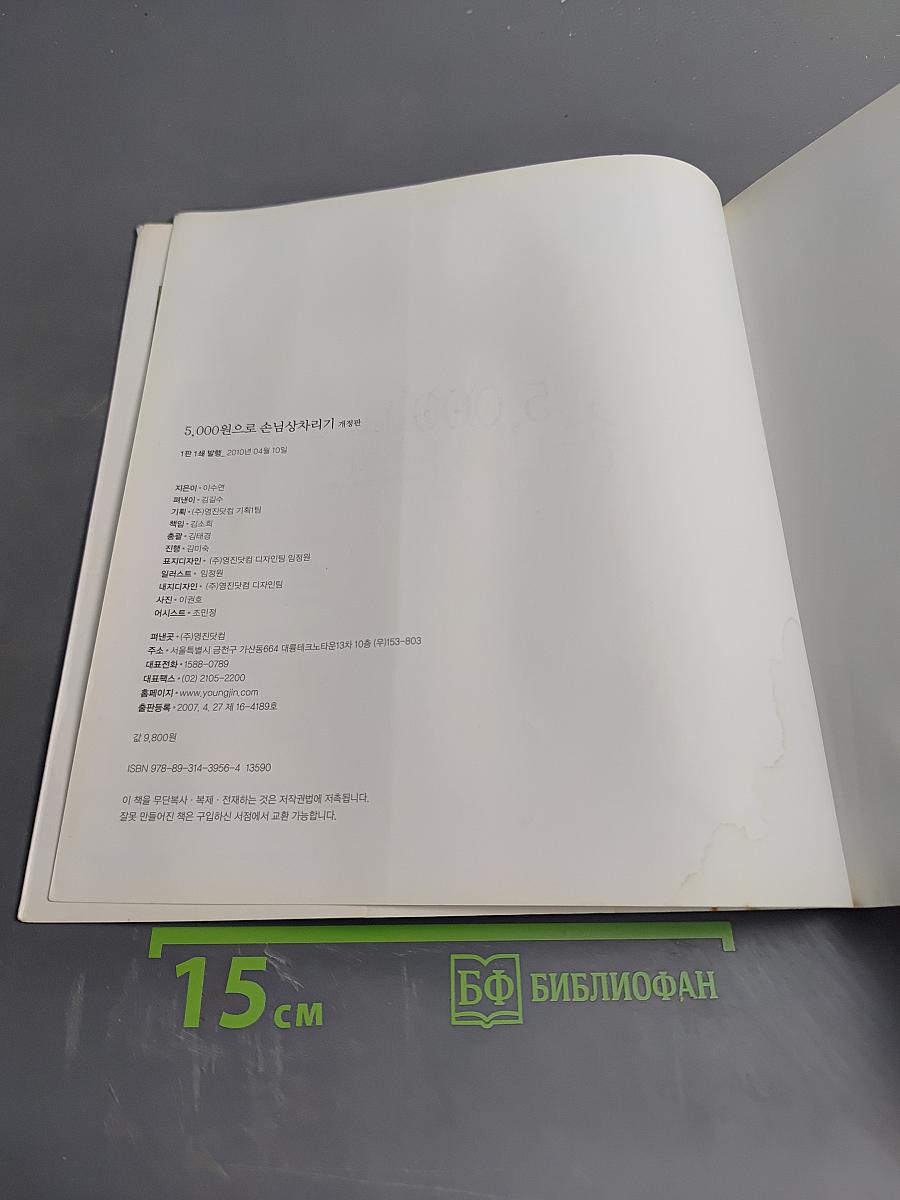 5,000원으로 손님상차리기 개정판
1판 1쇄 발행_ 2010년 04월 10일
지은이 • 이수연
펴낸이 • 김길수
기획 • (주)영진닷컴 기획1팀
책임 • 김소희
총괄 • 김태경
진행 • 김미숙
표지디자인 • (주)영진닷컴 디자인팀 임정원
일러스트 • 임정원
내지디자인 • (주)영진닷컴 디자인팀
사진 • 이권호
어시스트 • 조민정
펴낸곳 • (주)영진닷컴
주소 • 서울특별시 금천구 가산동664 대륭테크노타운13차 10층 (우)153-803
대표전화 • 1588-0789
대표팩스 • (02) 2105-2200
홈페이지 • www.youngjin.com
출판등록 • 2007. 4. 27 제 16-4189호
값 9,800원
ISBN 978-89-314-3956-4 13590
이 책을 무단복사 · 복제 · 전재하는 것은 저작권법에 저촉됩니다.
잘못 만들어진 책은 구입하신 서점에서 교환 가능합니다.
15 см
БФ БИБЛИОФАН